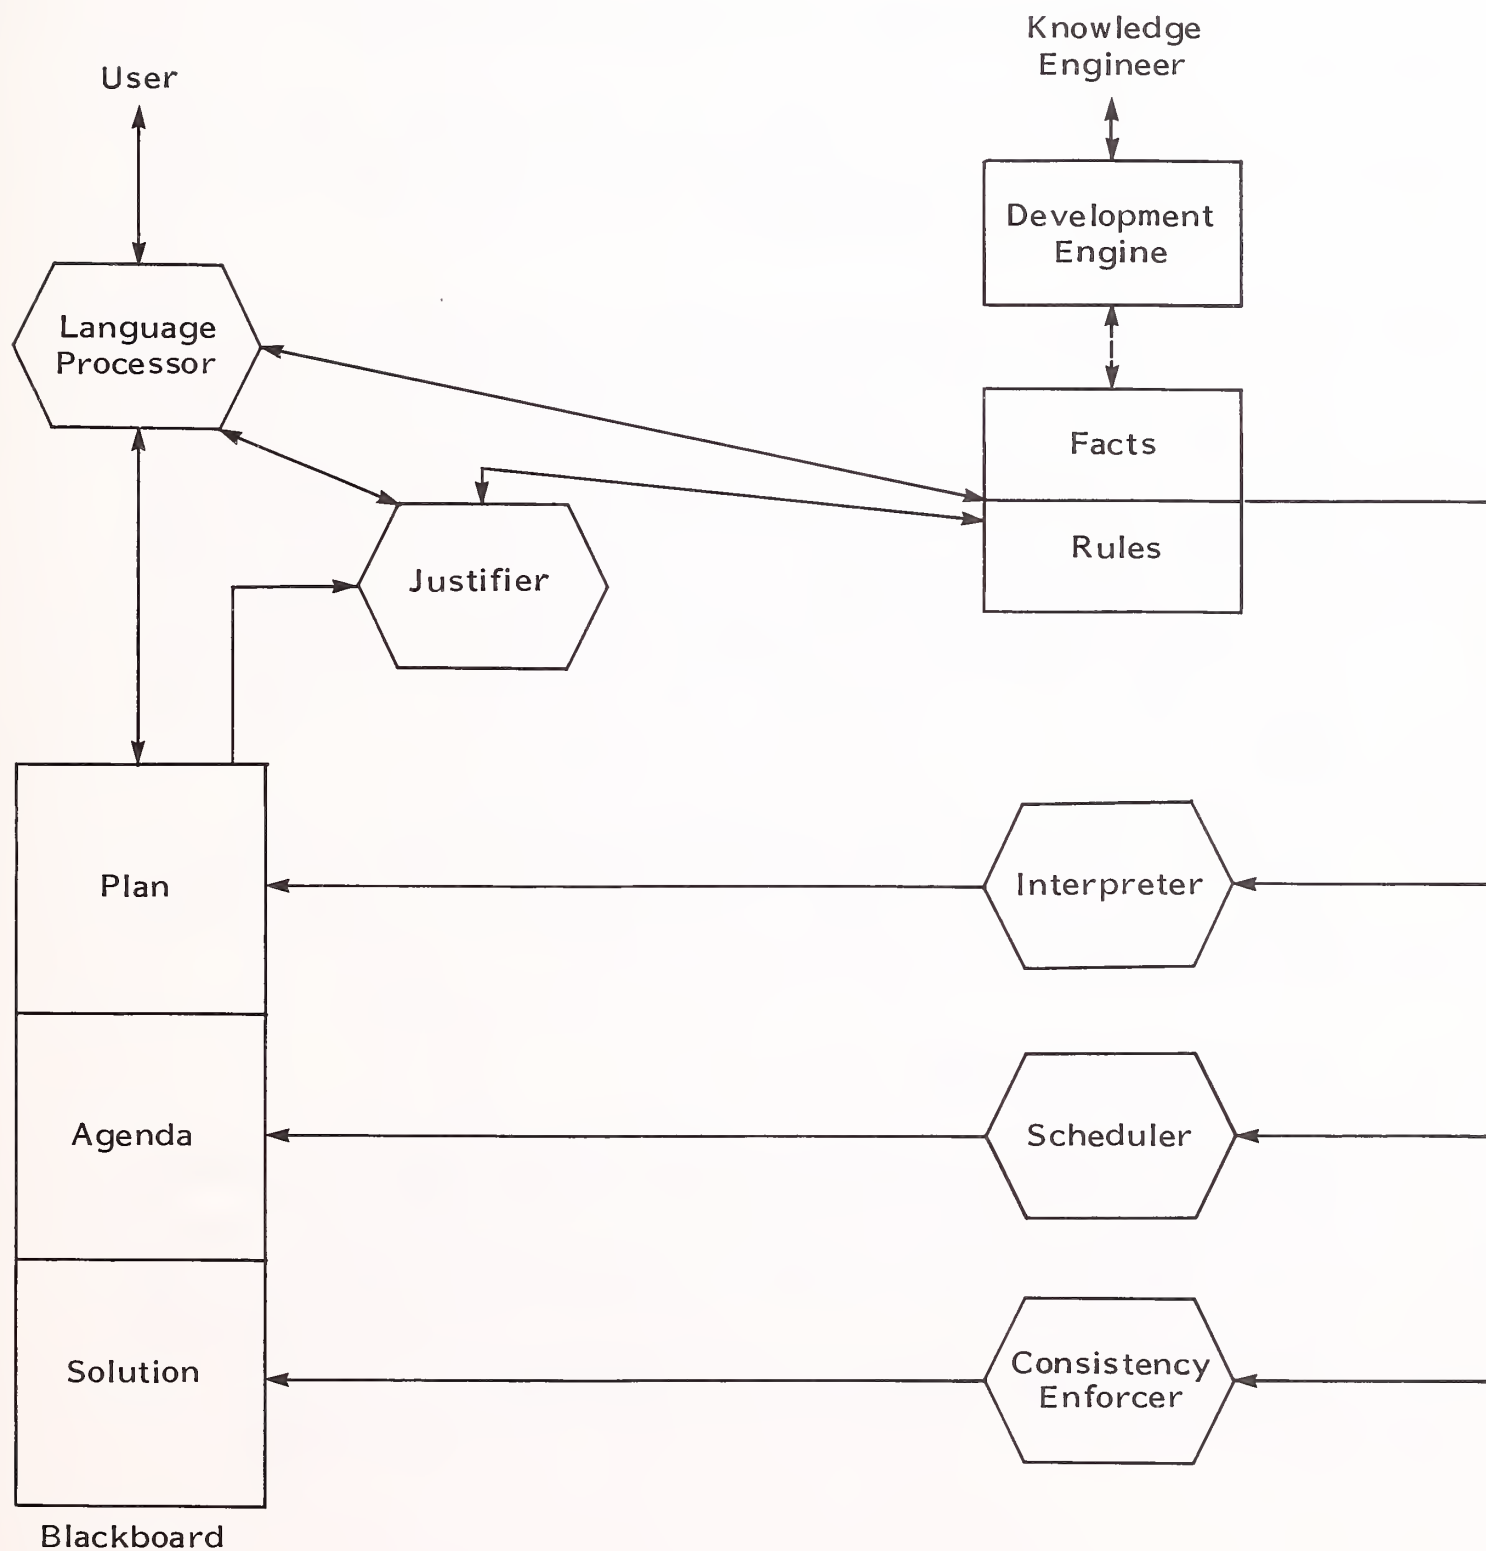 Knowledge
Engineer
User
Development
Engine
Language
Processor
Facts
Rules
Justifier
Plan
Interpreter
Agenda
Scheduler
Solution
Consistency
Enforcer
Blackboard